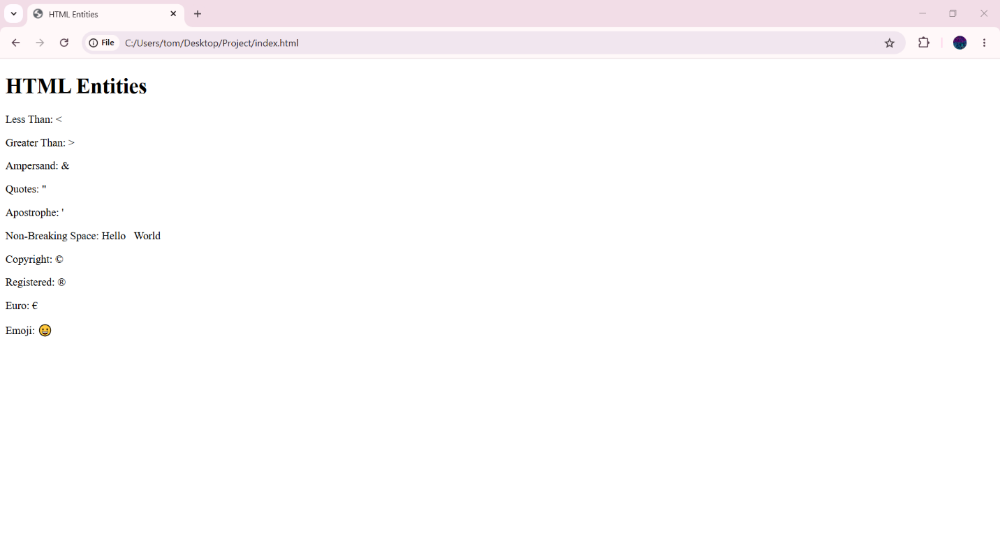 HTML Entities
File C:/Users/tom/Desktop/Project/index.html
HTML Entities
Less Than: <
Greater Than: >
Ampersand: &
Quotes: "
Apostrophe: '
Non-Breaking Space: Hello   World
Copyright: ©
Registered: ®
Euro: €
Emoji: 😀